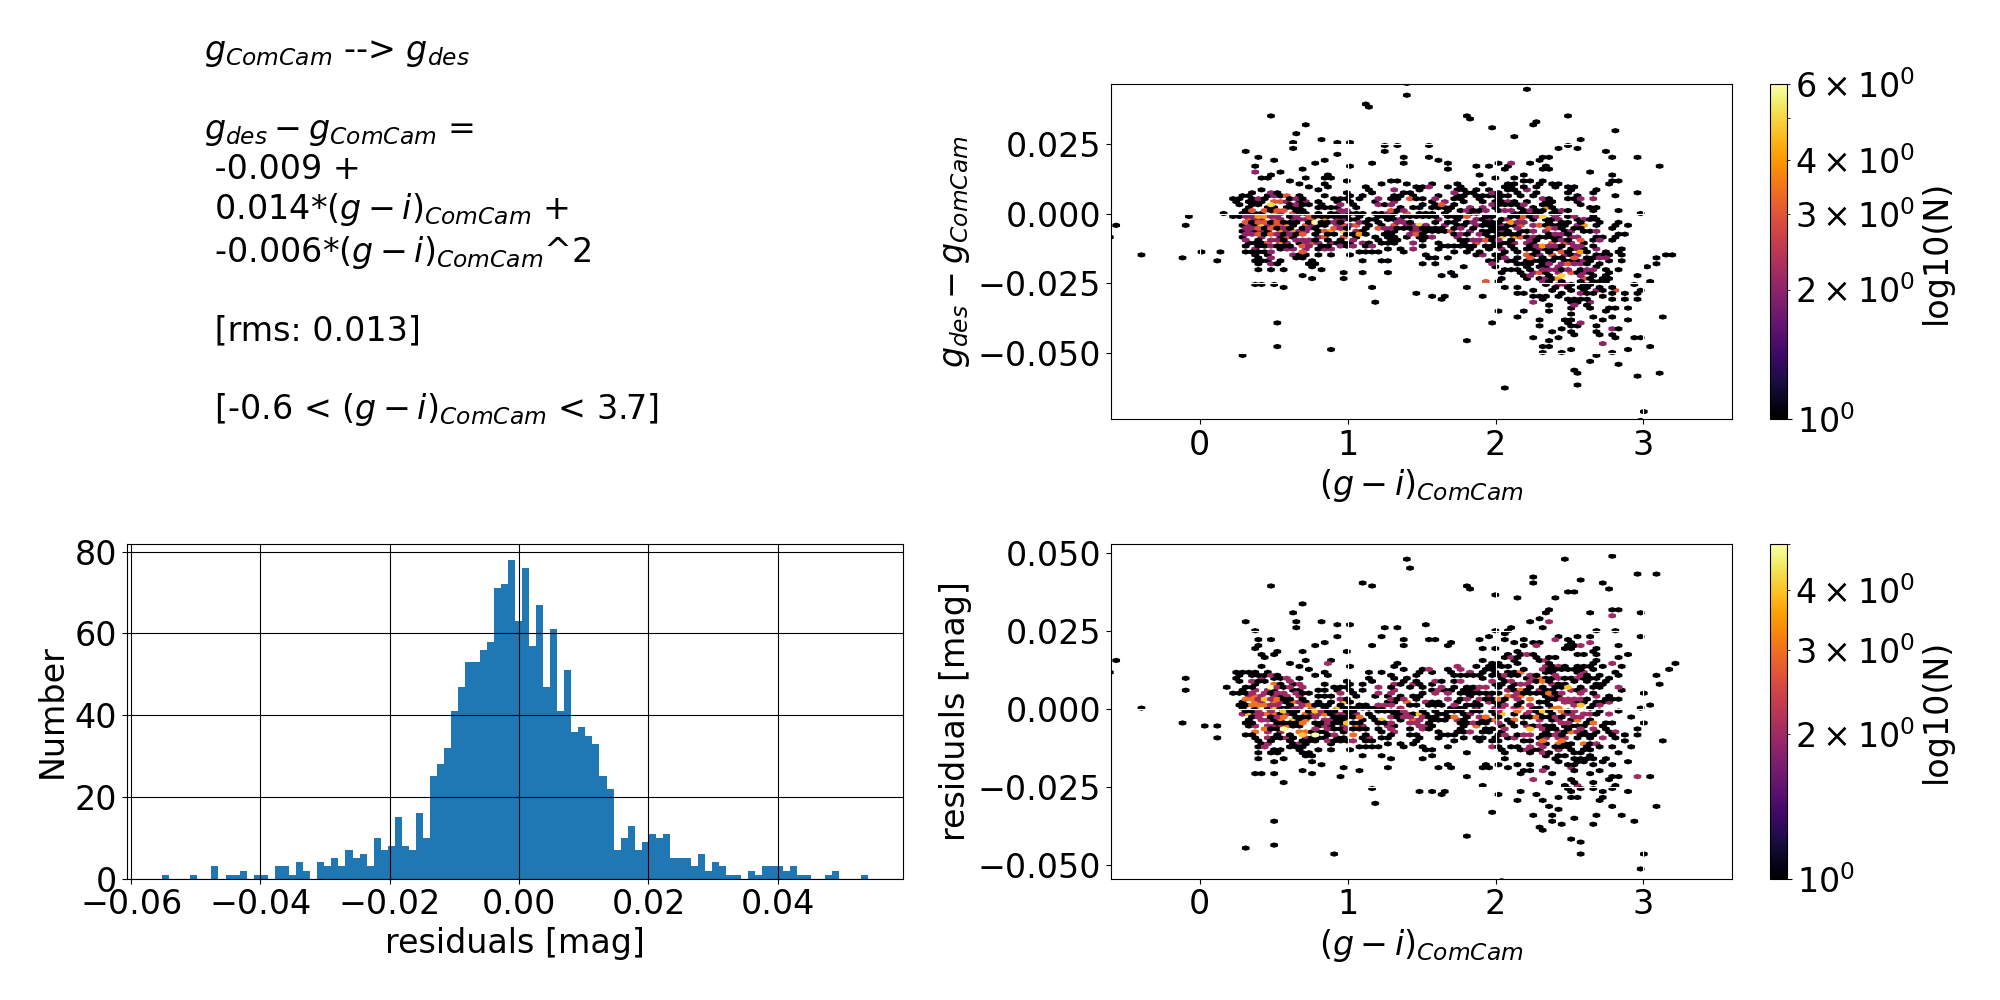 g_ComCam --> g_des
g_des − g_ComCam =
-0.009 +
0.014*(g − i)_ComCam +
-0.006*(g − i)_ComCam^2
[rms: 0.013]
[-0.6 < (g − i)_ComCam < 3.7]
g_des − g_ComCam
0.025
0.000
−0.025
−0.050
0 1 2 3
(g − i)_ComCam
6 × 10^0
4 × 10^0
3 × 10^0
2 × 10^0
10^0
log10(N)
Number
80
60
40
20
0
−0.06 −0.04 −0.02 0.00 0.02 0.04
residuals [mag]
residuals [mag]
0.050
0.025
0.000
−0.025
−0.050
0 1 2 3
(g − i)_ComCam
4 × 10^0
3 × 10^0
2 × 10^0
10^0
log10(N)